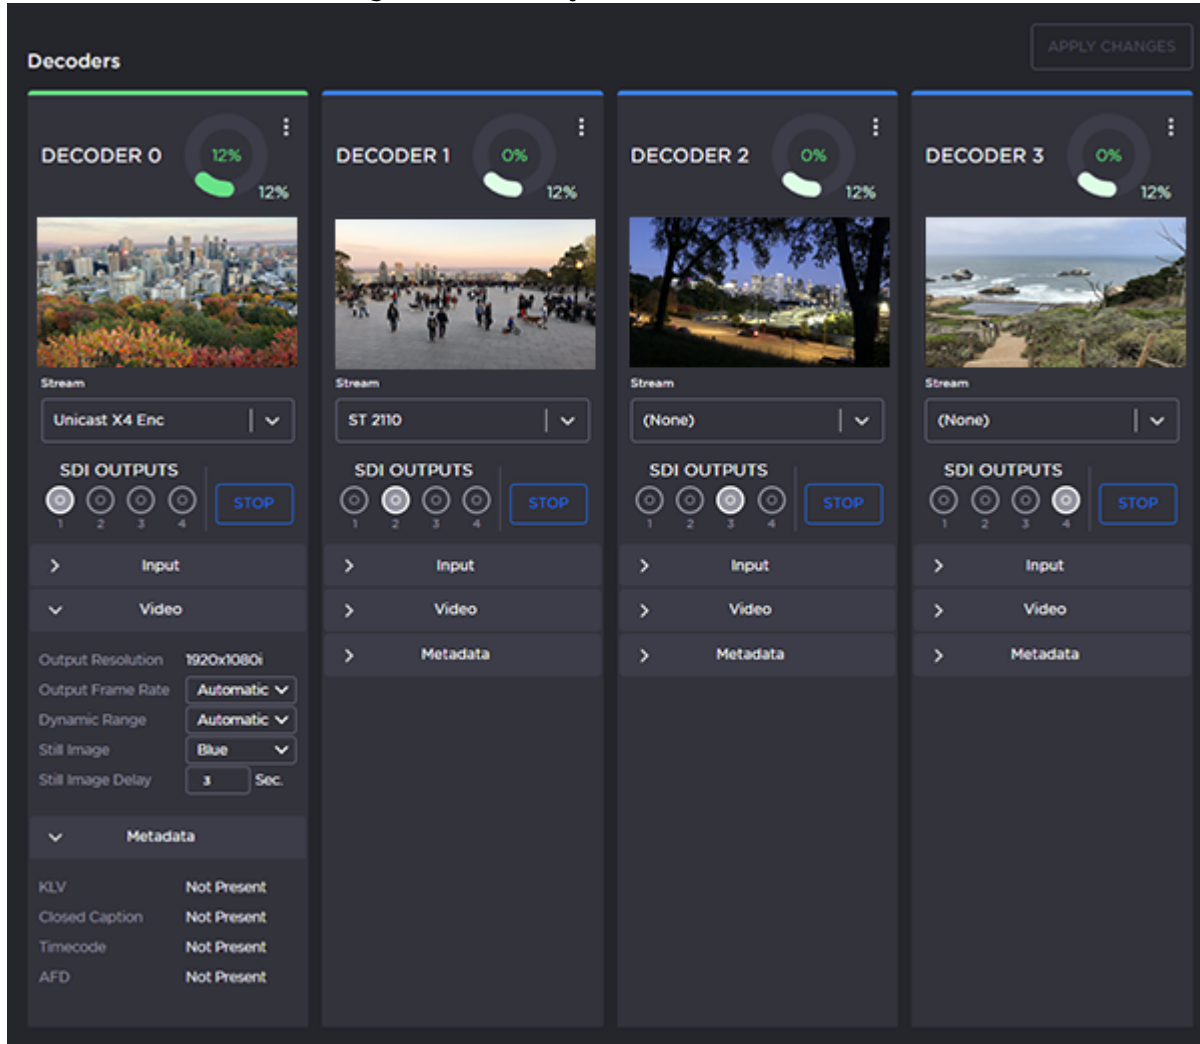 APPLY CHANGES
Decoders
DECODER 0 12% 12%
Stream
Unicast X4 Enc
SDI OUTPUTS
1 2 3 4
STOP
Input
Video
Output Resolution 1920x1080i
Output Frame Rate Automatic
Dynamic Range Automatic
Still Image Blue
Still Image Delay 3 Sec.
Metadata
KLV Not Present
Closed Caption Not Present
Timecode Not Present
AFD Not Present
DECODER 1 0% 12%
Stream
ST 2110
SDI OUTPUTS
1 2 3 4
STOP
Input
Video
Metadata
DECODER 2 0% 12%
Stream
(None)
SDI OUTPUTS
1 2 3 4
STOP
Input
Video
Metadata
DECODER 3 0% 12%
Stream
(None)
SDI OUTPUTS
1 2 3 4
STOP
Input
Video
Metadata